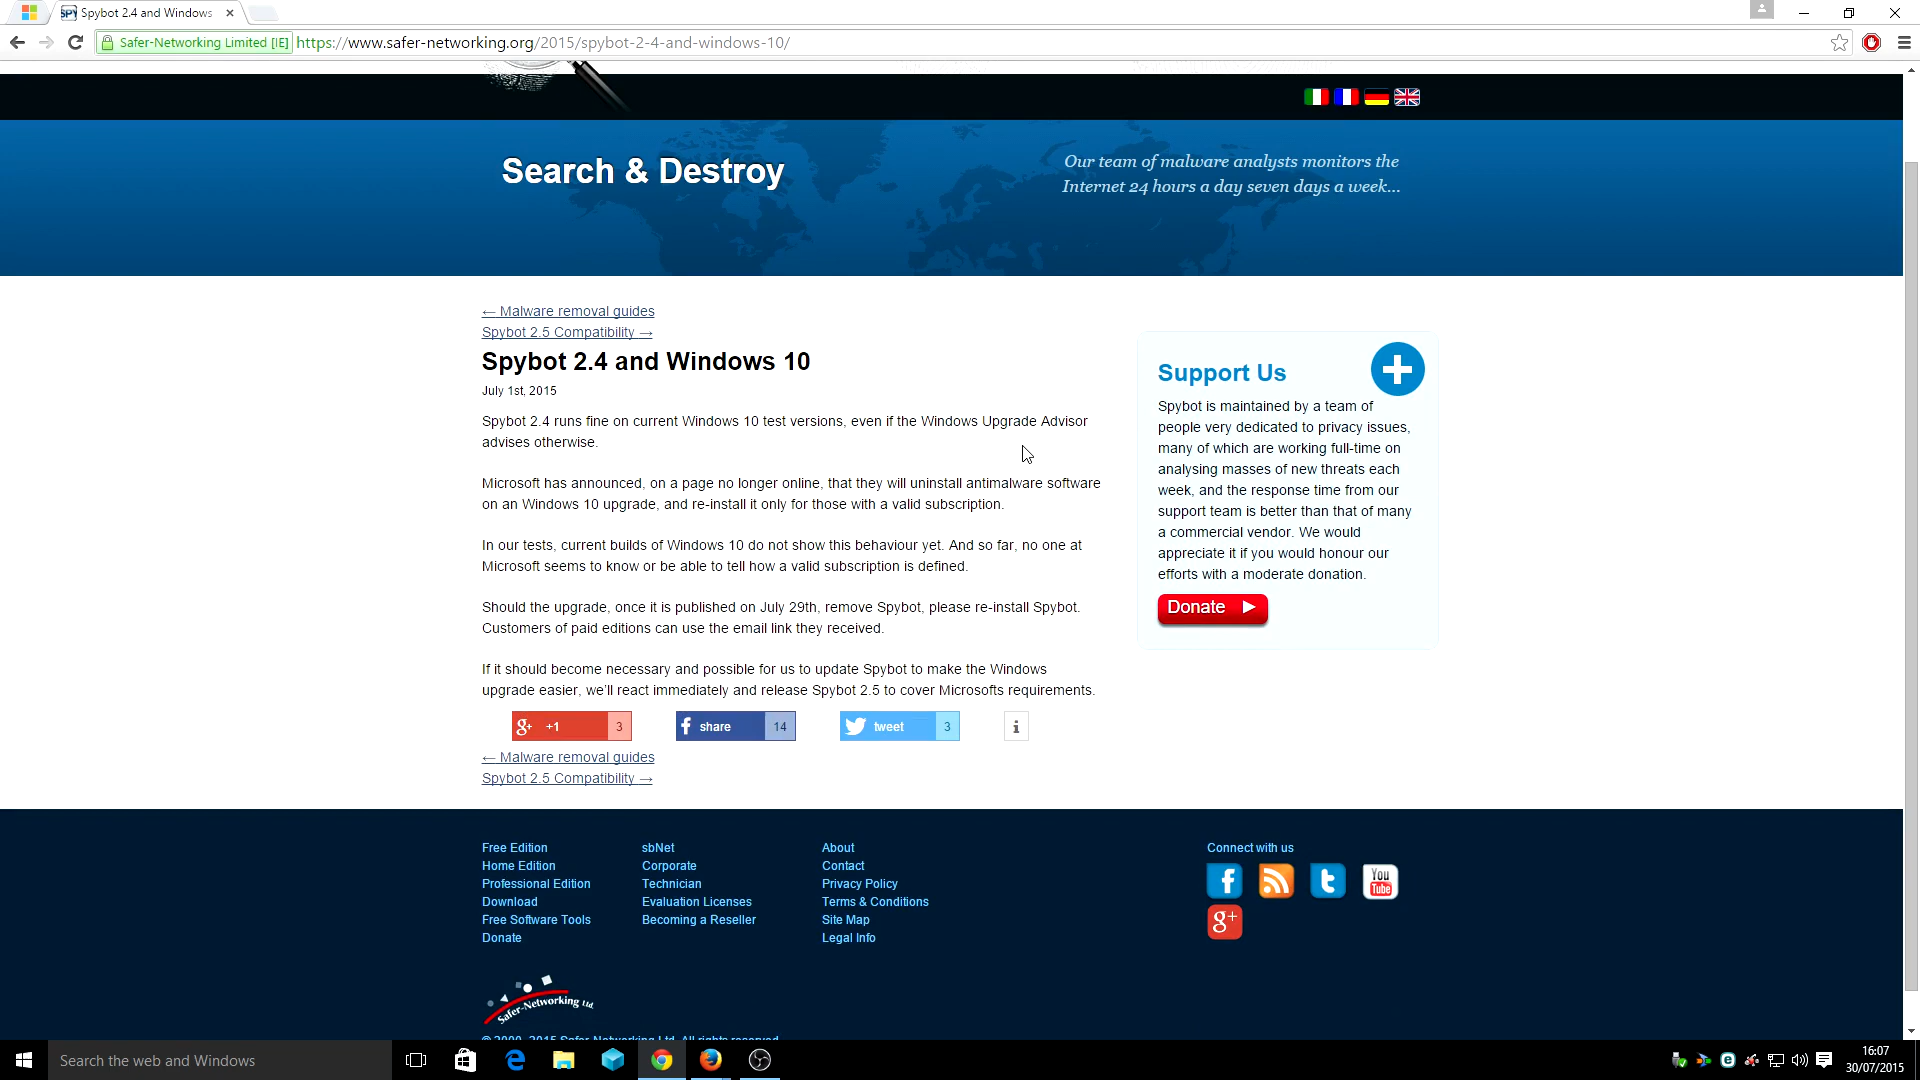 Spybot 2.4 and Windows
Safer-Networking Limited [IE] https://www.safer-networking.org/2015/spybot-2-4-and-windows-10/
Search & Destroy
Our team of malware analysts monitors the
Internet 24 hours a day seven days a week...
← Malware removal guides
Spybot 2.5 Compatibility →
Spybot 2.4 and Windows 10
July 1st, 2015
Spybot 2.4 runs fine on current Windows 10 test versions, even if the Windows Upgrade Advisor
advises otherwise.
Microsoft has announced, on a page no longer online, that they will uninstall antimalware software
on an Windows 10 upgrade, and re-install it only for those with a valid subscription.
In our tests, current builds of Windows 10 do not show this behaviour yet. And so far, no one at
Microsoft seems to know or be able to tell how a valid subscription is defined.
Should the upgrade, once it is published on July 29th, remove Spybot, please re-install Spybot.
Customers of paid editions can use the email link they received.
If it should become necessary and possible for us to update Spybot to make the Windows
upgrade easier, we'll react immediately and release Spybot 2.5 to cover Microsofts requirements.
g+ +1 3
f share 14
tweet 3
i
← Malware removal guides
Spybot 2.5 Compatibility →
Support Us
Spybot is maintained by a team of
people very dedicated to privacy issues,
many of which are working full-time on
analysing masses of new threats each
week, and the response time from our
support team is better than that of many
a commercial vendor. We would
appreciate it if you would honour our
efforts with a moderate donation.
Donate
Free Edition
Home Edition
Professional Edition
Download
Free Software Tools
Donate
sbNet
Corporate
Technician
Evaluation Licenses
Becoming a Reseller
About
Contact
Privacy Policy
Terms & Conditions
Site Map
Legal Info
Connect with us
You
Tube
g+
Safer-Networking Ltd.
© 2000-2015 Safer-Networking Ltd. All rights reserved.
Search the web and Windows
16:07
30/07/2015